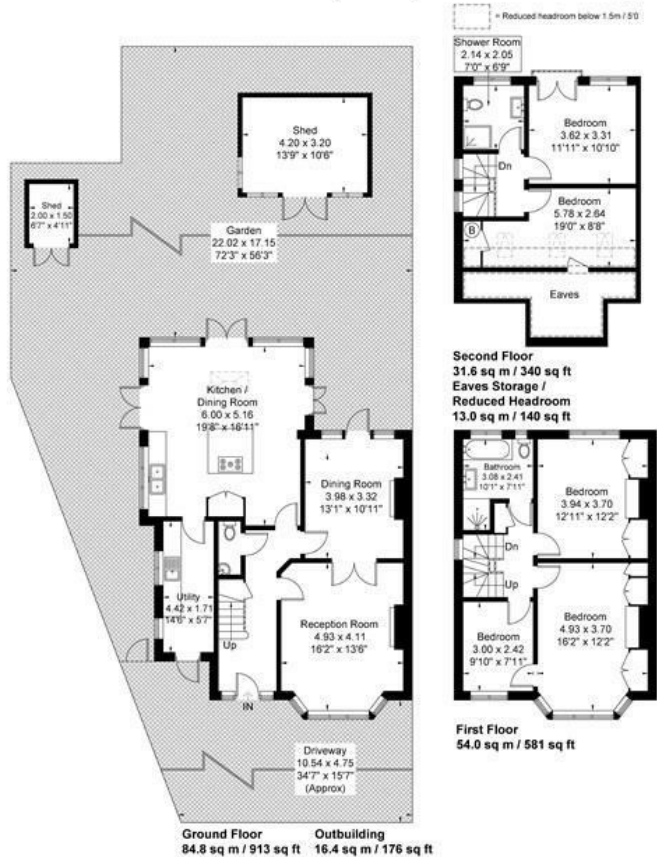 = Reduced headroom below 1.5m / 5'0
Shower Room
2.14 x 2.05
7'0" x 6'9"
Bedroom
3.62 x 3.31
11'11" x 10'10"
Dn
Bedroom
5.78 x 2.64
19'0" x 8'8"
B
Eaves
Second Floor
31.6 sq m / 340 sq ft
Eaves Storage /
Reduced Headroom
13.0 sq m / 140 sq ft
Shed
4.20 x 3.20
13'9" x 10'6"
Shed
2.00 x 1.50
6'7" x 4'11"
Garden
22.02 x 17.15
72'3" x 56'3"
Kitchen /
Dining Room
6.00 x 5.16
19'8" x 16'11"
Dining Room
3.98 x 3.32
13'1" x 10'11"
Utility
4.42 x 1.71
14'6" x 5'7"
Reception Room
4.93 x 4.11
16'2" x 13'6"
Up
IN
Driveway
10.54 x 4.75
34'7" x 15'7"
(Approx)
Ground Floor
84.8 sq m / 913 sq ft
Outbuilding
16.4 sq m / 176 sq ft
Bathroom
3.08 x 2.41
10'1" x 7'11"
Bedroom
3.94 x 3.70
12'11" x 12'2"
Dn
Up
Bedroom
4.93 x 3.70
16'2" x 12'2"
Bedroom
3.00 x 2.42
9'10" x 7'11"
First Floor
54.0 sq m / 581 sq ft